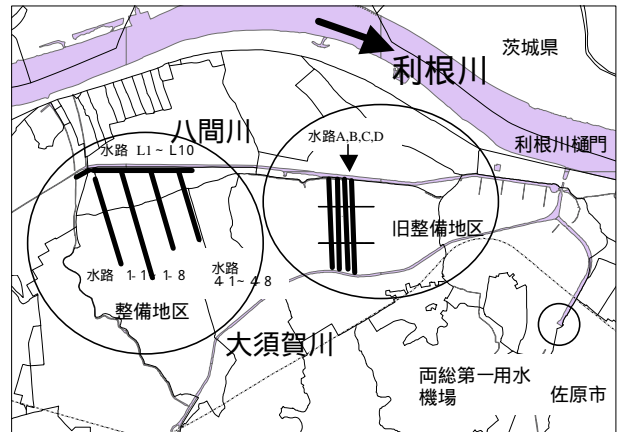 茨城県
利根川
八間川
水路A,B,C,D
水路 L1～L10
利根川樋門
旧整備地区
水路 1-1 1-8
水路
4-1～4-8
整備地区
大須賀川
両総第一用水
機場
佐原市